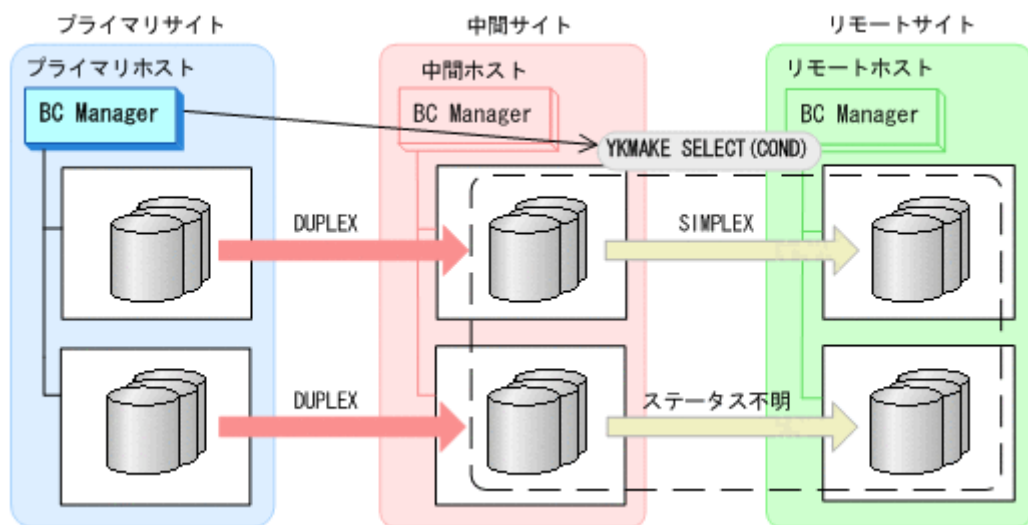 プライマリサイト
中間サイト
リモートサイト
プライマリホスト
中間ホスト
リモートホスト
BC Manager
BC Manager
BC Manager
YKMAKE SELECT(COND)
DUPLEX
SIMPLEX
DUPLEX
ステータス不明